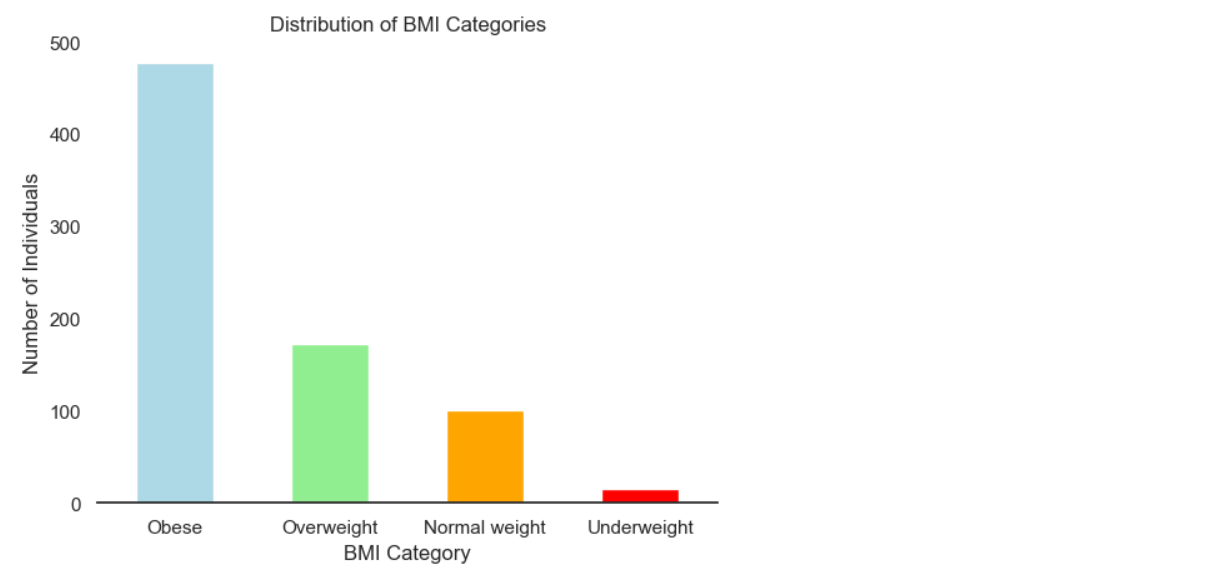 Distribution of BMI Categories
500
400
300
200
100
0
Number of Individuals
Obese Overweight Normal weight Underweight
BMI Category